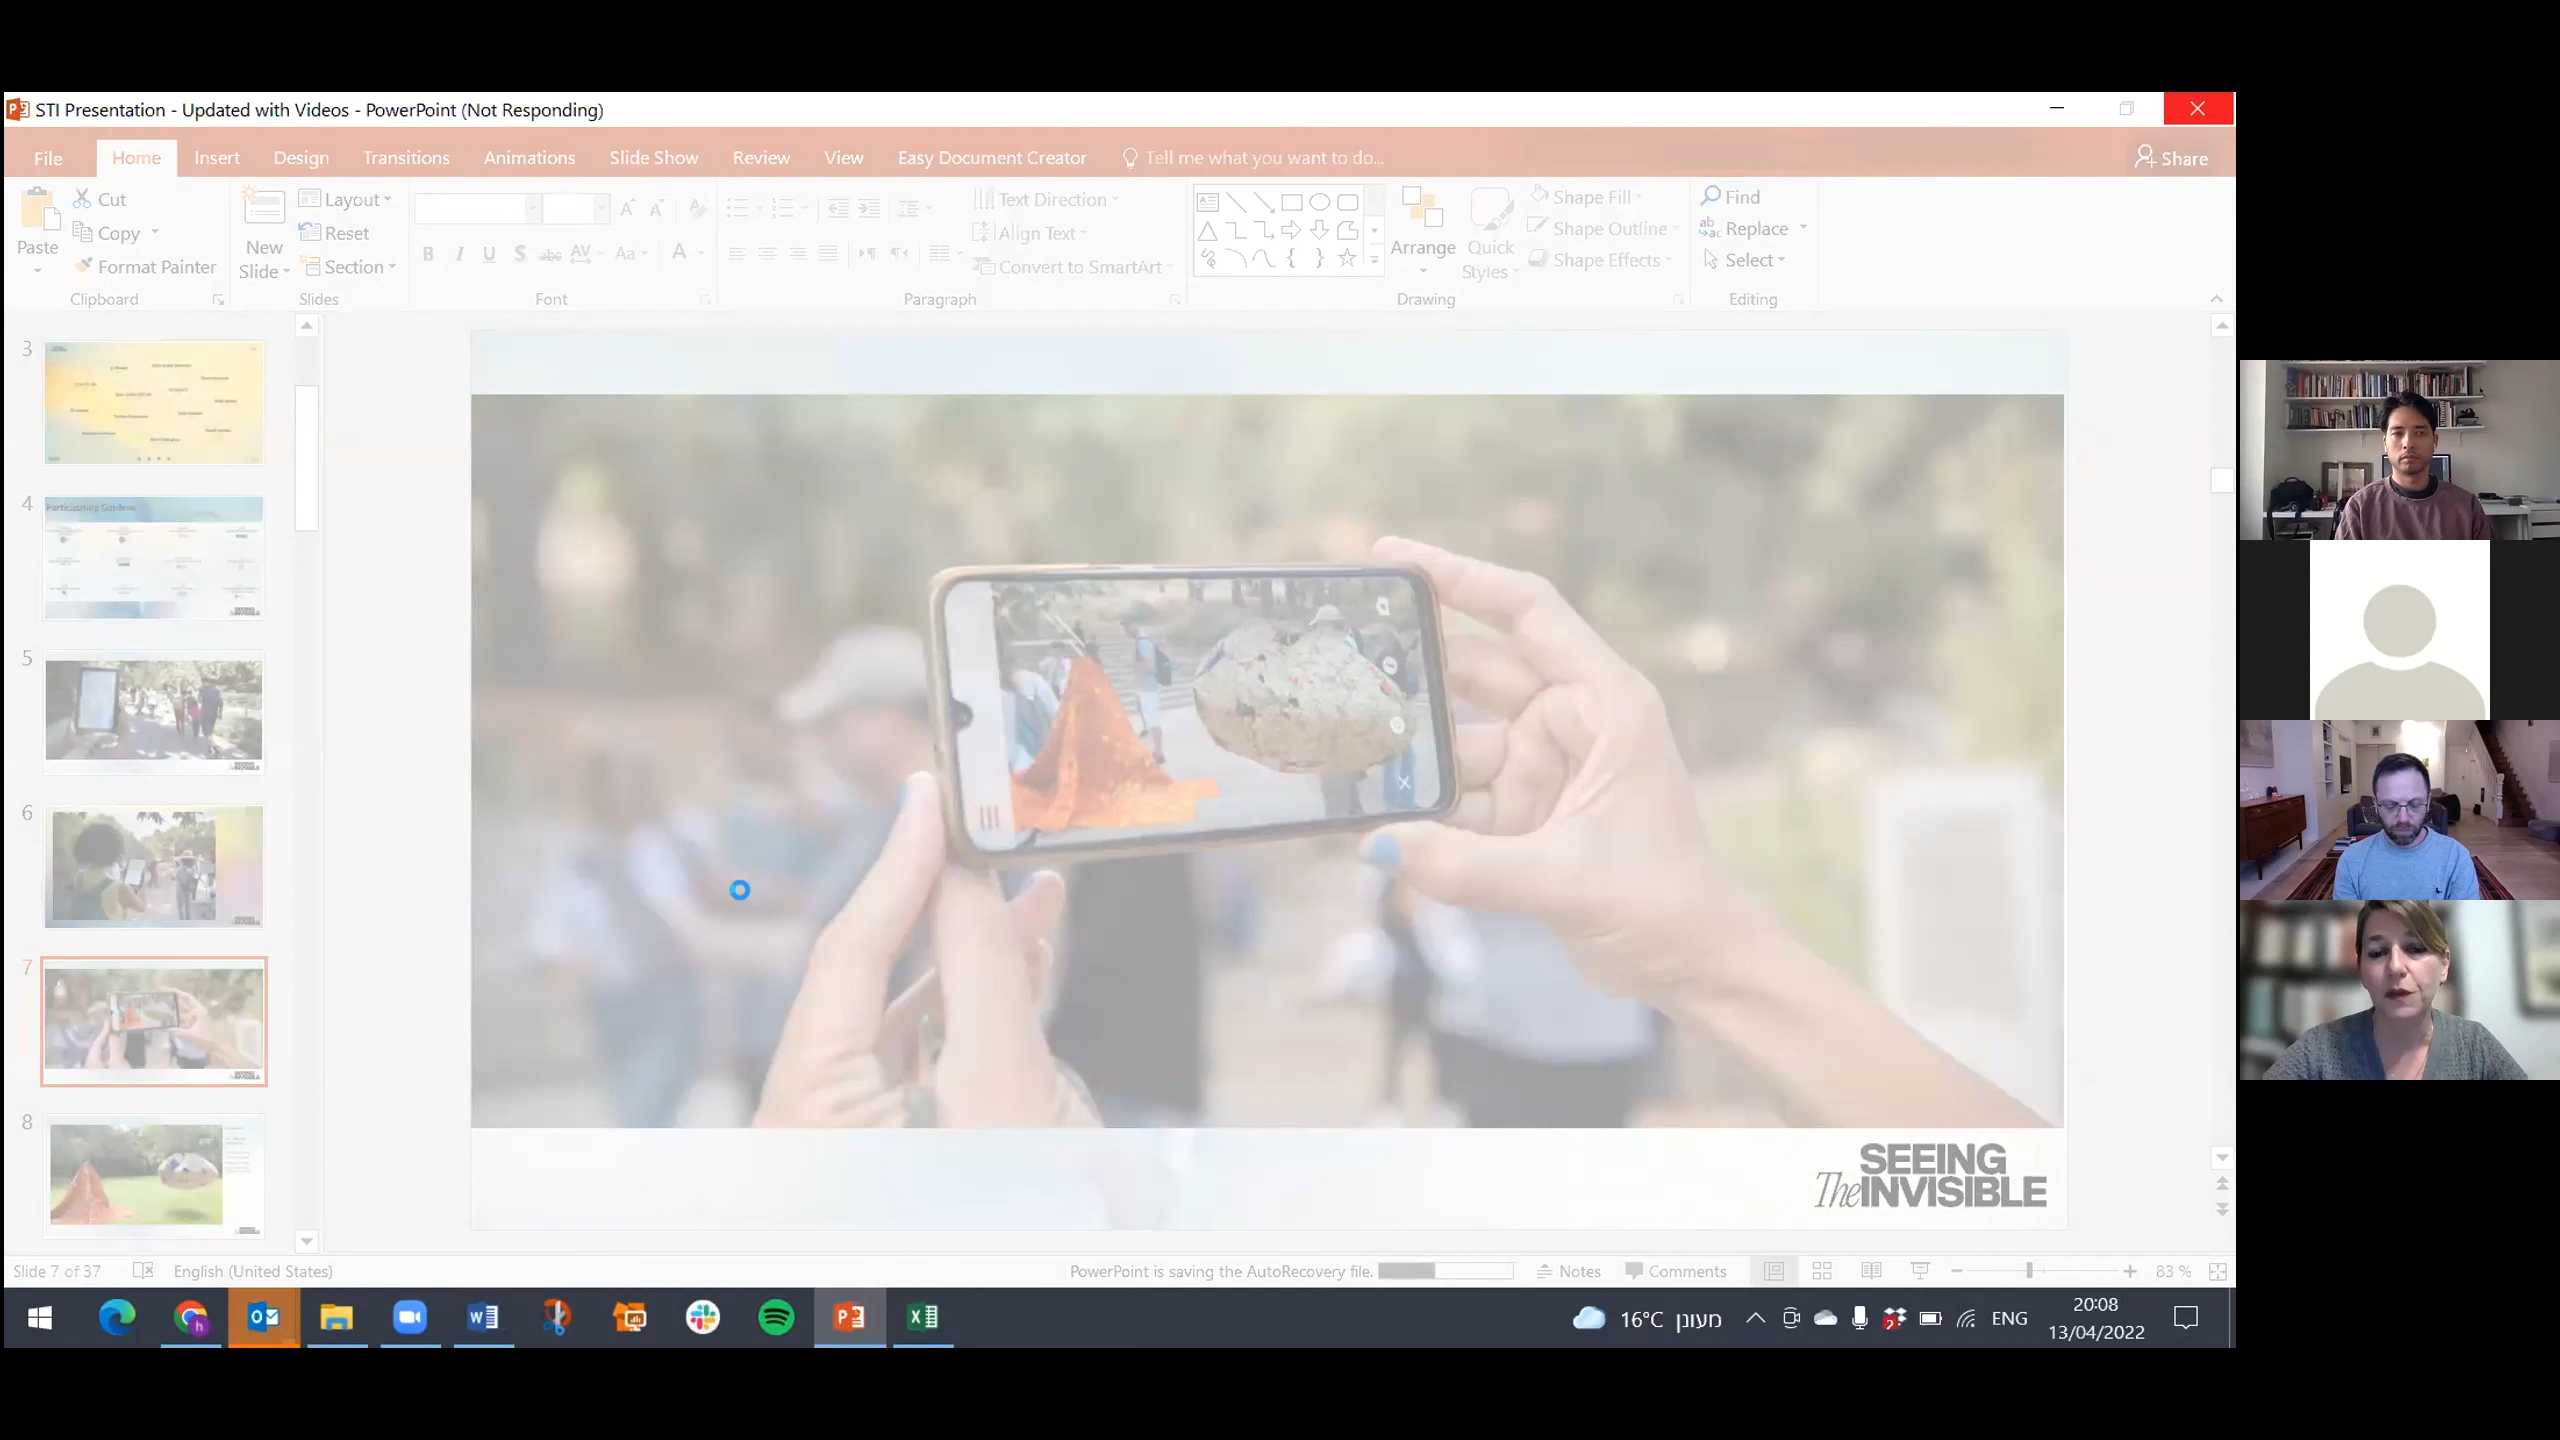 STI Presentation - Updated with Videos - PowerPoint (Not Responding)
File Home Insert Design Transitions Animations Slide Show Review View Easy Document Creator Tell me what you want to do... Share
Paste
Cut
Copy
Format Painter
Clipboard
New Slide
Layout
Reset
Section
Slides
B I U S abc AV Aa A
Font
Text Direction
Align Text
Convert to SmartArt
Paragraph
Arrange
Quick Styles
Shape Fill
Shape Outline
Shape Effects
Drawing
Find
Replace
Select
Editing
3
4
Participating Gardens
5
6
7
8
SEEING
The INVISIBLE
Slide 7 of 37 English (United States) PowerPoint is saving the AutoRecovery file. Notes Comments 83 %
16°C מעונן ENG 20:08
13/04/2022